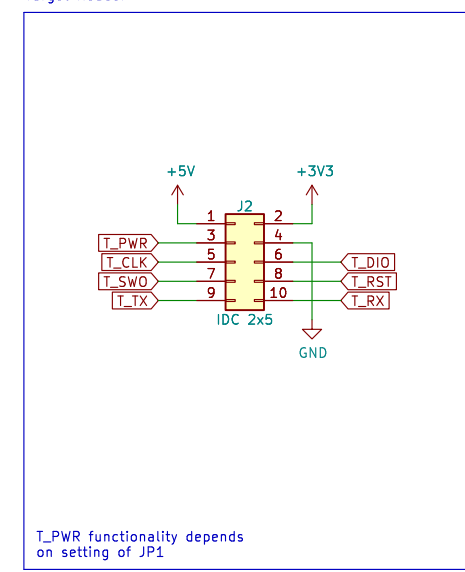 +5V +3V3
J2
1 2
T_PWR 3 4
T_CLK 5 6 T_DIO
T_SWO 7 8 T_RST
T_TX 9 10 T_RX
IDC 2x5
GND
T_PWR functionality depends
on setting of JP1